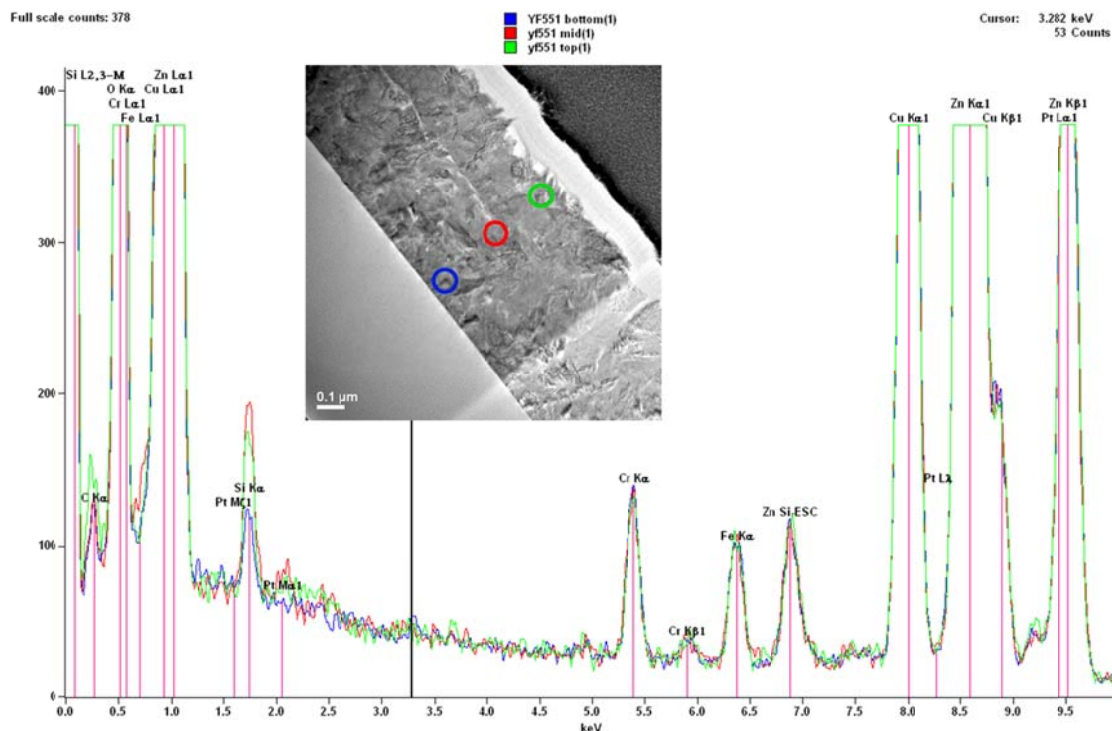 Full scale counts: 378
YF551 bottom(1)
yf551 mid(1)
yf551 top(1)
Cursor: 3.282 keV
53 Counts
Si L2,3-M
Zn Lα1
O Kα
Cu Lα1
Cr Lα1
Fe Lα1
400
300
200
100
0
C Kα
Si Kα
Pt Mζ1
Pt Mα1
0.1 µm
Cr Kα
Cr Kβ1
Fe Kα
Zn Si-ESC
Cu Kα1
Pt Lλ
Zn Kα1
Cu Kβ1
Zn Kβ1
Pt Lα1
0.0 0.5 1.0 1.5 2.0 2.5 3.0 3.5 4.0 4.5 5.0 5.5 6.0 6.5 7.0 7.5 8.0 8.5 9.0 9.5
keV